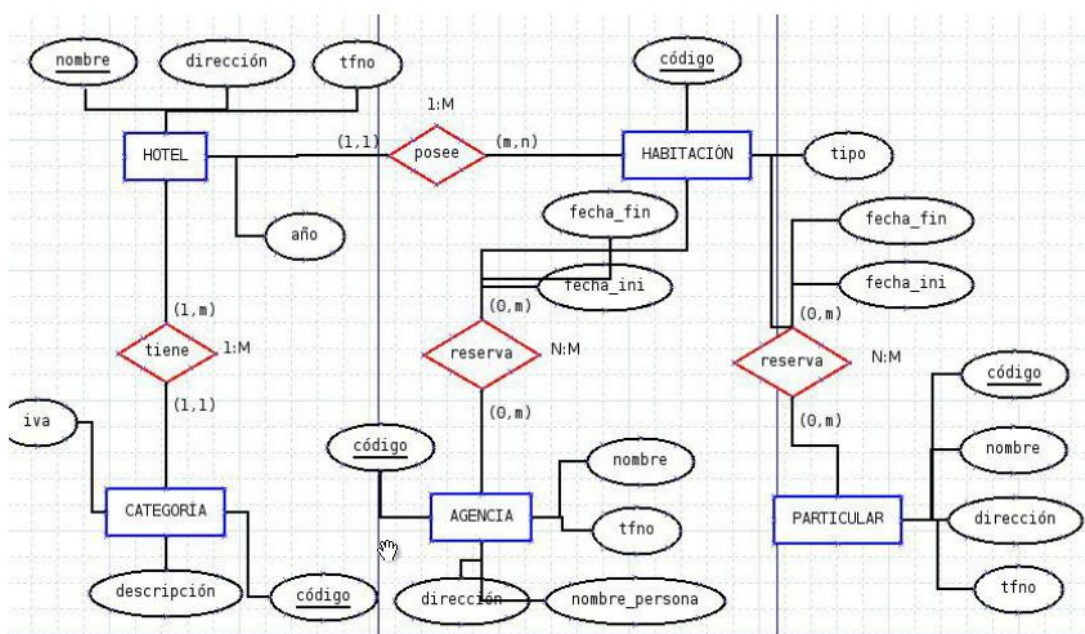 nombre
dirección
tfno
código
1:M
(1,1)
(m,n)
HOTEL
posee
HABITACIÓN
tipo
fecha_fin
fecha_fin
año
fecha_ini
fecha_ini
(1,m)
(0,m)
(0,m)
tiene
1:M
reserva
N:M
reserva
N:M
código
(1,1)
(0,m)
(0,m)
iva
código
nombre
nombre
CATEGORÍA
AGENCIA
tfno
PARTICULAR
dirección
descripción
código
dirección
nombre_persona
tfno